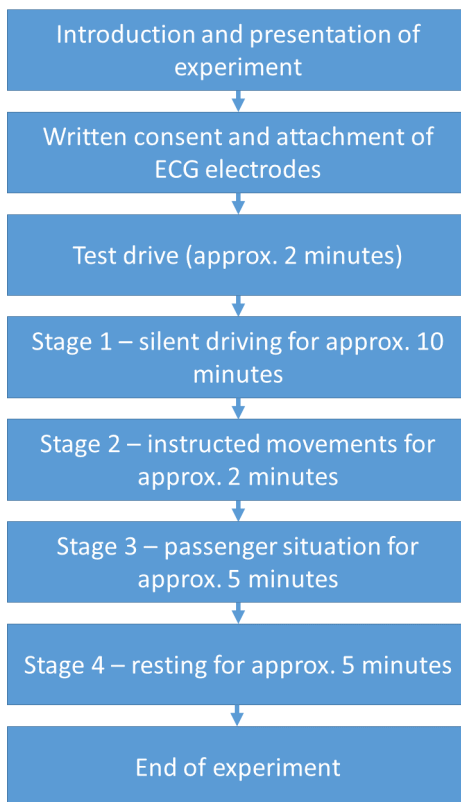 Introduction and presentation of
experiment
Written consent and attachment of
ECG electrodes
Test drive (approx. 2 minutes)
Stage 1 – silent driving for approx. 10
minutes
Stage 2 – instructed movements for
approx. 2 minutes
Stage 3 – passenger situation for
approx. 5 minutes
Stage 4 – resting for approx. 5 minutes
End of experiment